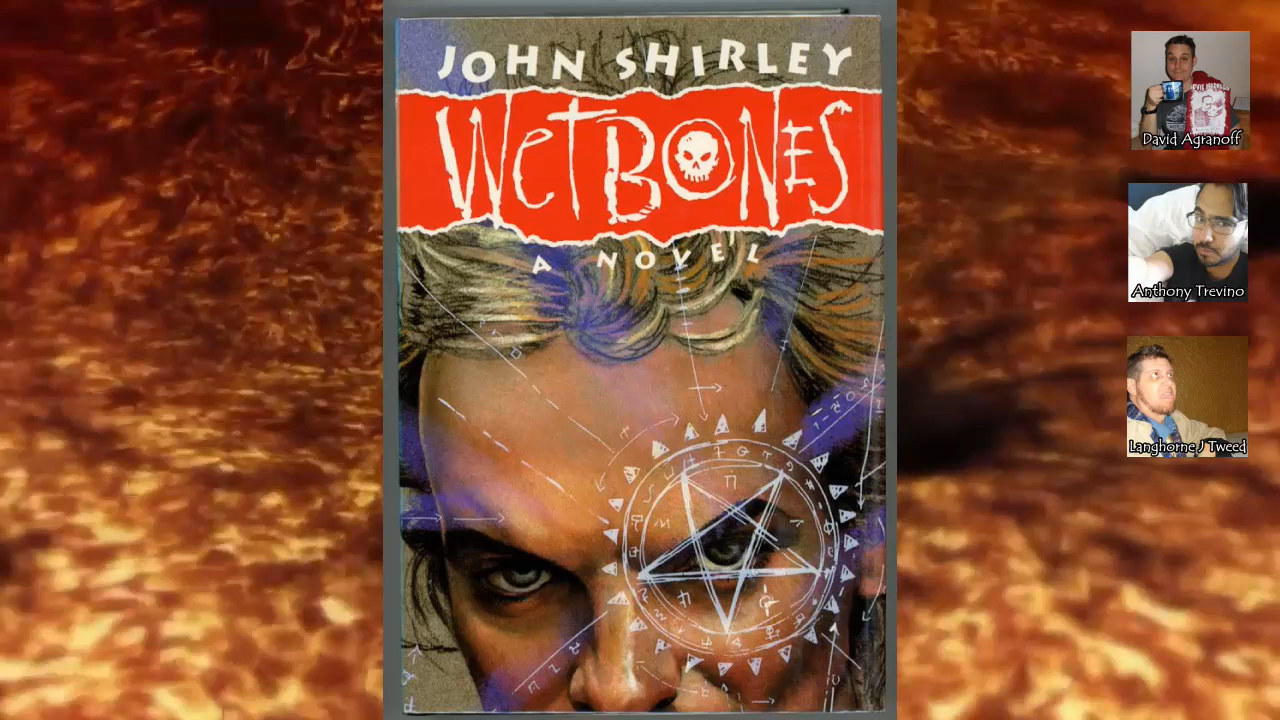 JOHN SHIRLEY
WETBONES
A NOVEL
David Agranoff
Anthony Trevino
Langhorne J Tweed